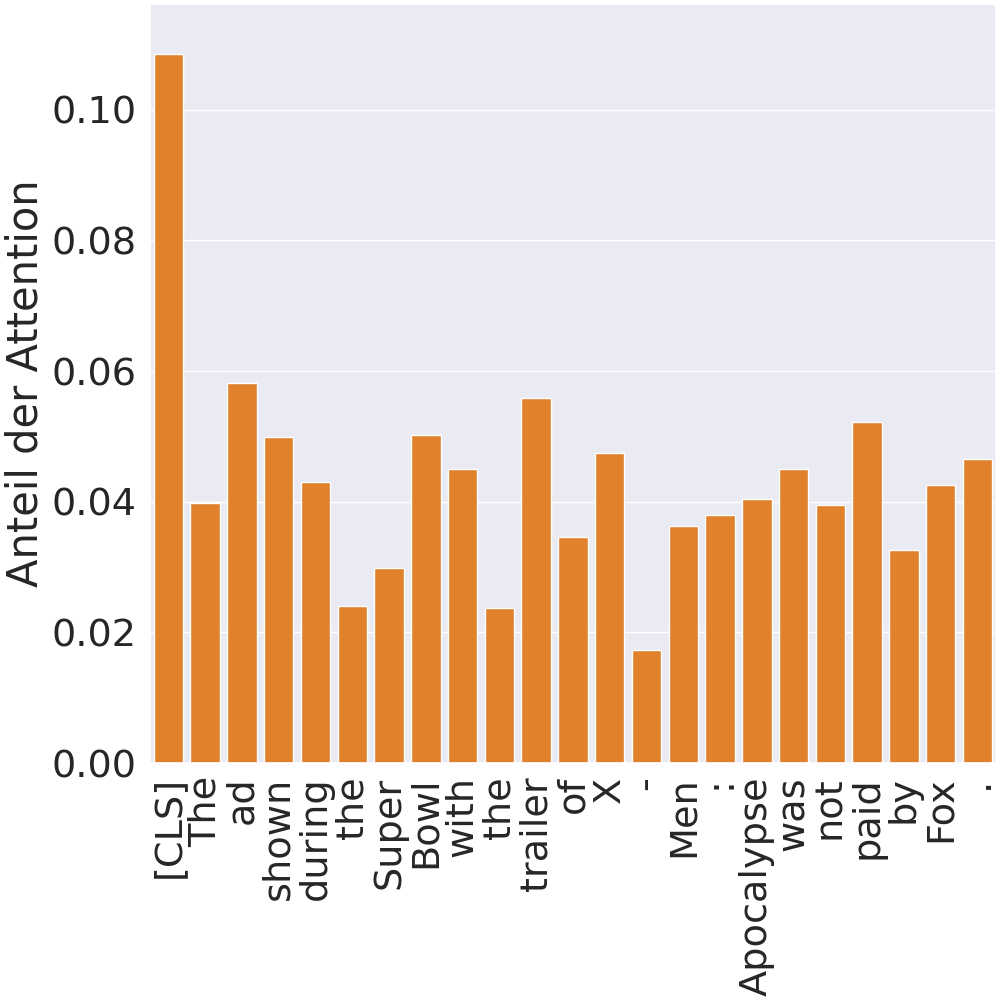 Anteil der Attention
0.10
0.08
0.06
0.04
0.02
0.00
[CLS]
The
ad
shown
during
the
Super
Bowl
with
the
trailer
of
X
-
Men
:
Apocalypse
was
not
paid
by
Fox
.